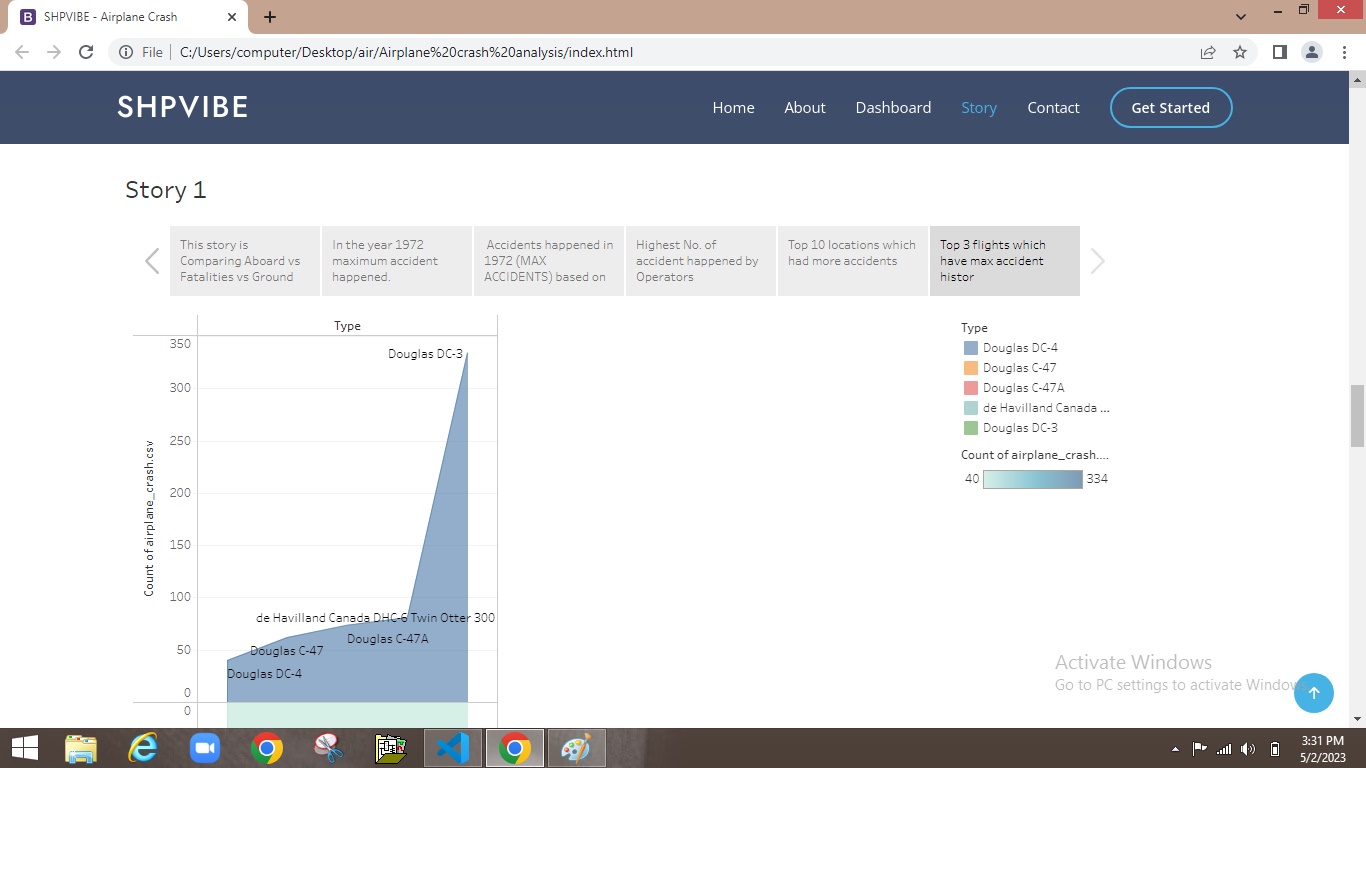 SHPVIBE - Airplane Crash
File
C:/Users/computer/Desktop/air/Airplane%20crash%20analysis/index.html
SHPVIBE
Home
About
Dashboard
Story
Contact
Get Started
Story 1
This story is
Comparing Aboard vs
Fatalities vs Ground
In the year 1972
maximum accident
happened.
Accidents happened in
1972 (MAX
ACCIDENTS) based on
Highest No. of
accident happened by
Operators
Top 10 locations which
had more accidents
Top 3 flights which
have max accident
histor
Type
350
300
250
200
150
100
50
0
0
Count of airplane_crash.csv
Douglas DC-3
de Havilland Canada DHC-6 Twin Otter 300
Douglas C-47A
Douglas C-47
Douglas DC-4
Type
Douglas DC-4
Douglas C-47
Douglas C-47A
de Havilland Canada ...
Douglas DC-3
Count of airplane_crash....
40
334
Activate Windows
Go to PC settings to activate Windows
3:31 PM
5/2/2023